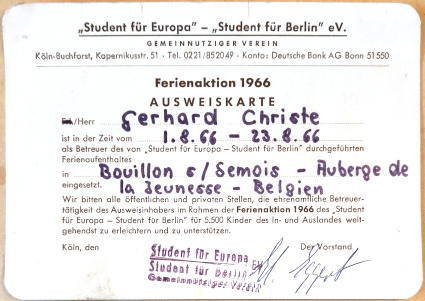 „Student für Europa" – „Student für Berlin" eV.
GEMEINNUTZIGER VEREIN
Köln-Buchforst, Kopernikusstr. 51 · Tel. 0221/852049 · Konto: Deutsche Bank AG Bonn 51550
Ferienaktion 1966
AUSWEISKARTE
/Herr Gerhard Christe
ist in der Zeit vom 1.8.66 – 23.8.66
als Betreuer des von „Student für Europa – Student für Berlin" durchgeführten
Ferienaufenthaltes
in Bouillon s/Semois – Auberge de
eingesetzt. la Jeunesse – Belgien
Wir bitten alle öffentlichen und privaten Stellen, die ehrenamtliche Betreuer-
tätigkeit des Ausweisinhabers im Rahmen der Ferienaktion 1966 des „Student
für Europa – Student für Berlin" für 5.500 Kinder des In- und Auslandes weit-
gehendst zu erleichtern und zu unterstützen.
Köln, den Der Vorstand
Student für Europa
Student für Berlin e.V.
Gemeinnütziger Verein